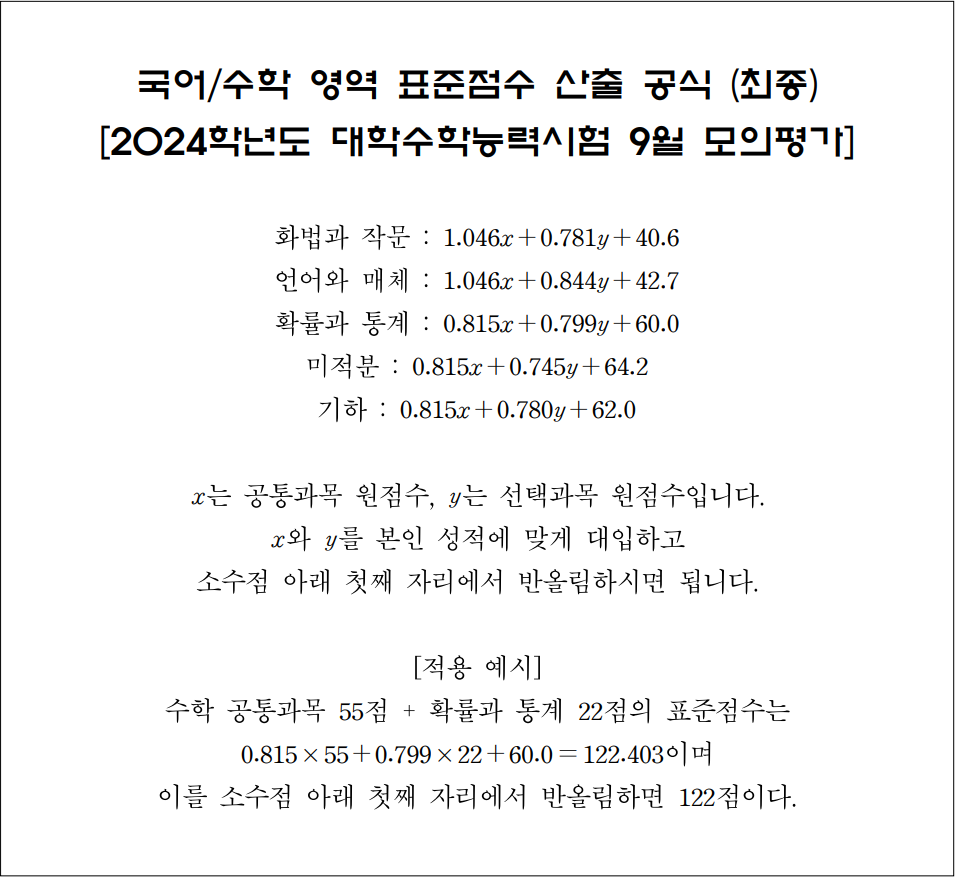 국어/수학 영역 표준점수 산출 공식 (최종)
[2024학년도 대학수학능력시험 9월 모의평가]
화법과 작문 : 1.046x+0.781y+40.6
언어와 매체 : 1.046x+0.844y+42.7
확률과 통계 : 0.815x+0.799y+60.0
미적분 : 0.815x+0.745y+64.2
기하 : 0.815x+0.780y+62.0
x는 공통과목 원점수, y는 선택과목 원점수입니다.
x와 y를 본인 성적에 맞게 대입하고
소수점 아래 첫째 자리에서 반올림하시면 됩니다.
[적용 예시]
수학 공통과목 55점 + 확률과 통계 22점의 표준점수는
0.815×55+0.799×22+60.0=122.403이며
이를 소수점 아래 첫째 자리에서 반올림하면 122점이다.